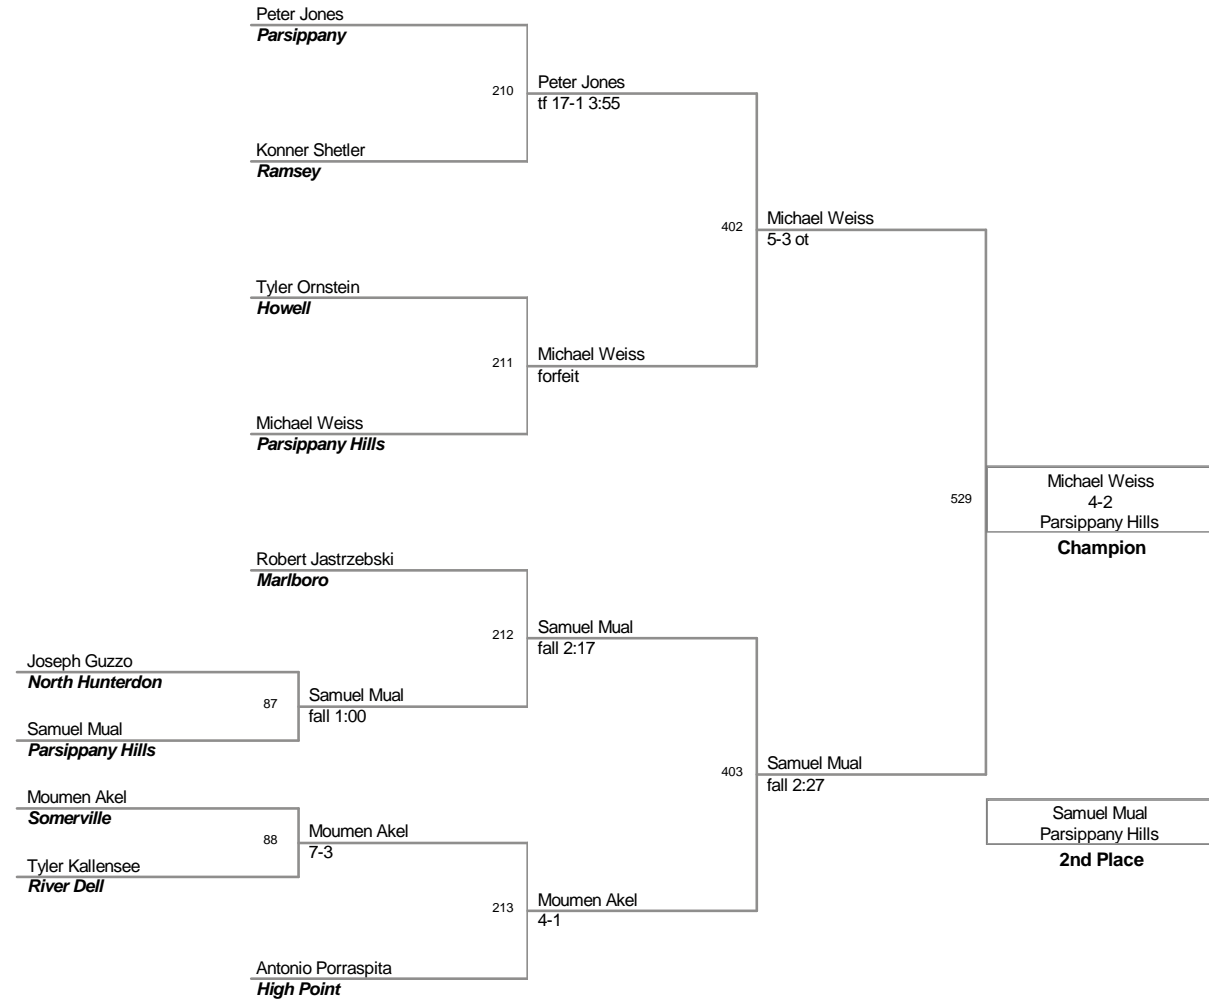 Peter Jones
Parsippany
210
Peter Jones
tf 17-1 3:55
Konner Shetler
Ramsey
402
Michael Weiss
5-3 ot
Tyler Ornstein
Howell
211
Michael Weiss
forfeit
Michael Weiss
Parsippany Hills
529
Michael Weiss
4-2
Parsippany Hills
Champion
Robert Jastrzebski
Marlboro
212
Samuel Mual
fall 2:17
Joseph Guzzo
North Hunterdon
87
Samuel Mual
fall 1:00
Samuel Mual
Parsippany Hills
403
Samuel Mual
fall 2:27
Moumen Akel
Somerville
88
Moumen Akel
7-3
Tyler Kallensee
River Dell
213
Moumen Akel
4-1
Antonio Porraspita
High Point
Samuel Mual
Parsippany Hills
2nd Place